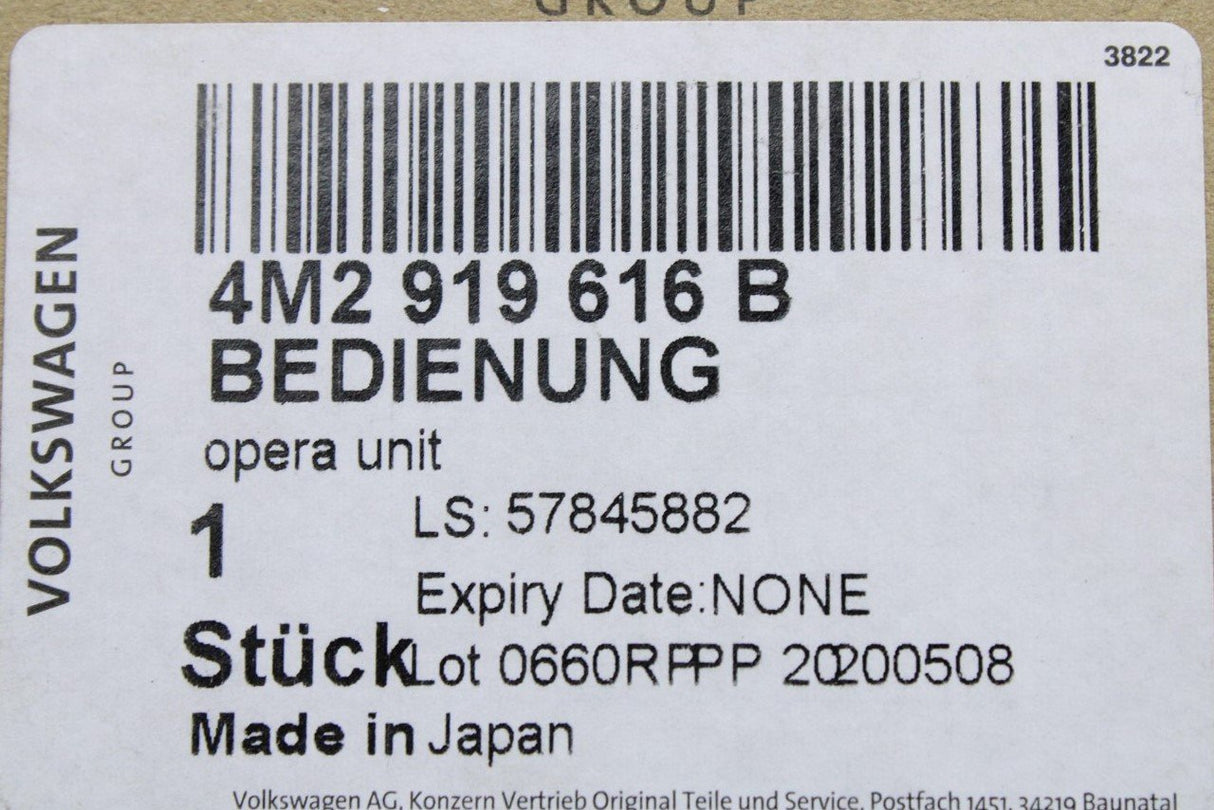 GROUP
3822
VOLKSWAGEN
GROUP
4M2 919 616 B
BEDIENUNG
opera unit
1
LS: 57845882
Expiry Date:NONE
Stück
Lot 0660RPPP 20200508
Made in Japan
Volkswagen AG, Konzern Vertrieb Original Teile und Service, Postfach 1451, 34219 Baunatal